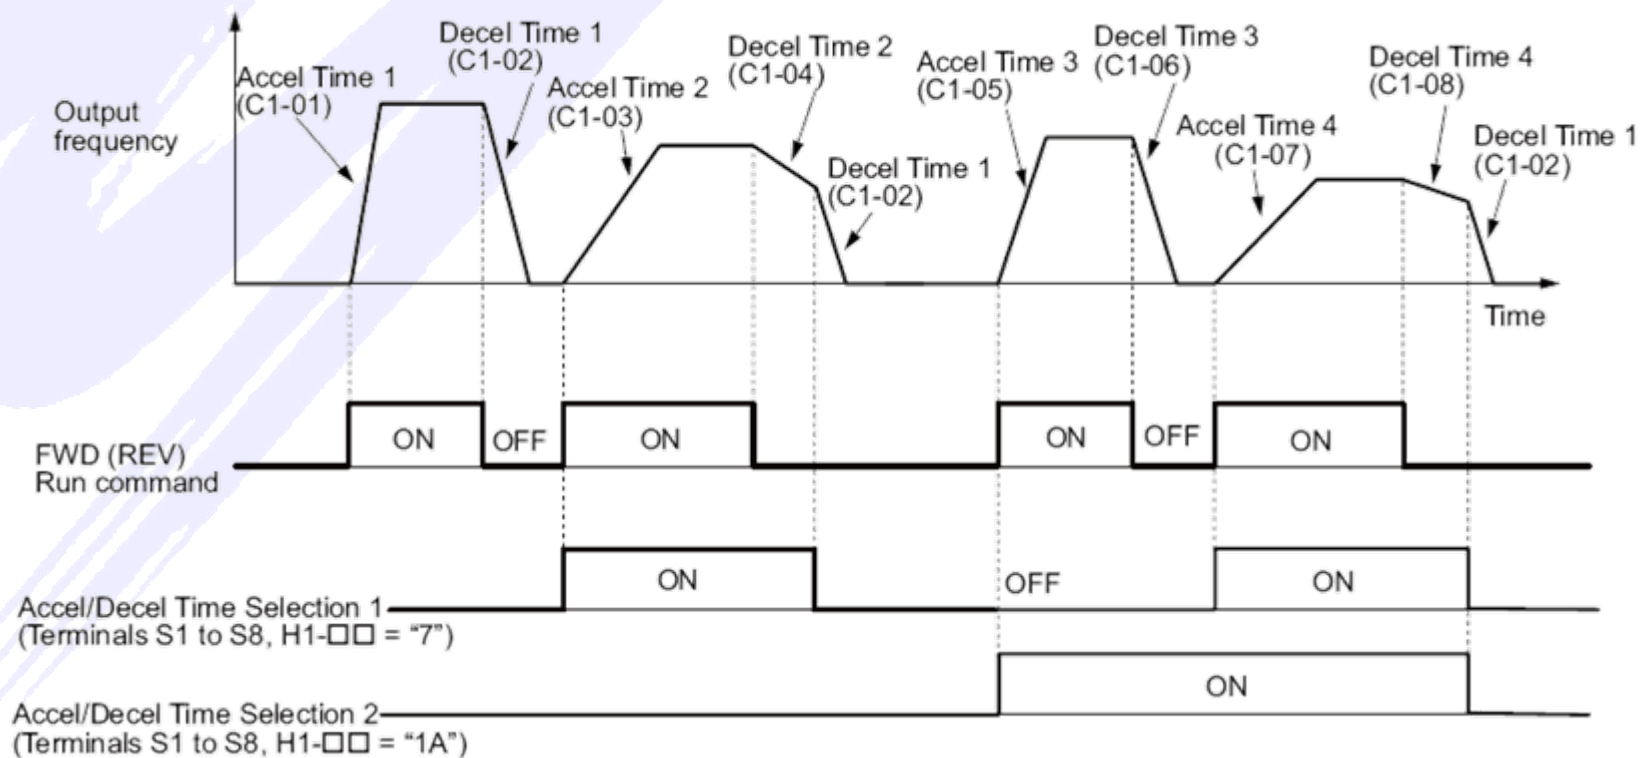 Decel Time 1
(C1-02)
Accel Time 1
(C1-01)
Accel Time 2
(C1-03)
Decel Time 2
(C1-04)
Decel Time 1
(C1-02)
Accel Time 3
(C1-05)
Decel Time 3
(C1-06)
Accel Time 4
(C1-07)
Decel Time 4
(C1-08)
Decel Time 1
(C1-02)
Output
frequency
Time
FWD (REV)
Run command
ON
OFF
ON
ON
OFF
ON
Accel/Decel Time Selection 1
(Terminals S1 to S8, H1-□□ = “7”)
ON
OFF
ON
Accel/Decel Time Selection 2
(Terminals S1 to S8, H1-□□ = “1A”)
ON